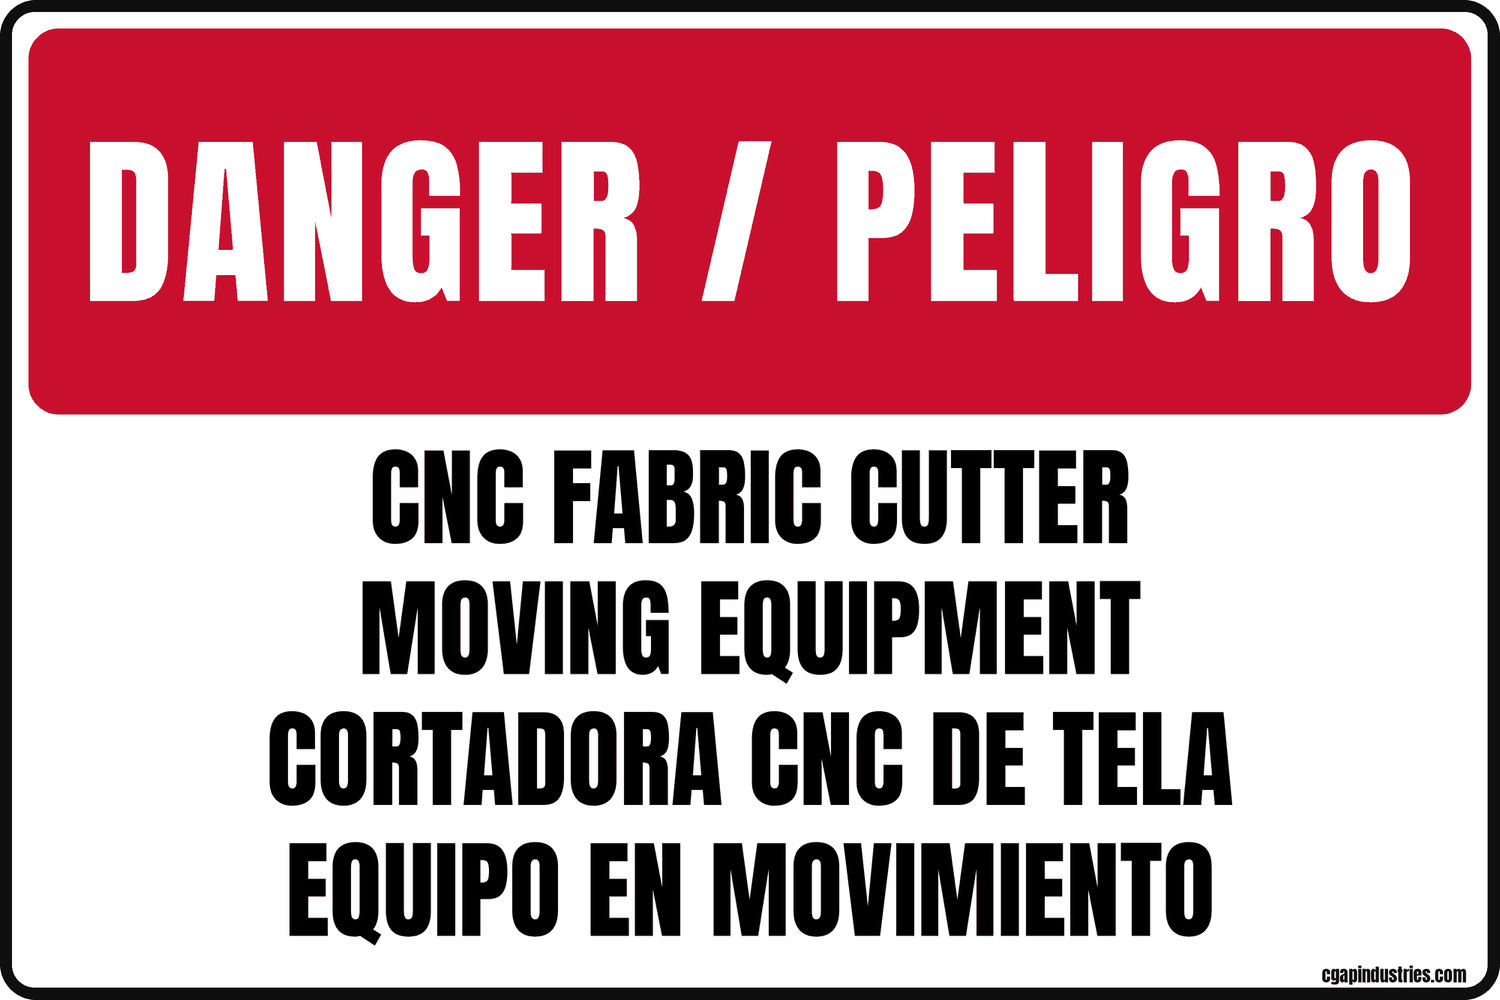 DANGER / PELIGRO
CNC FABRIC CUTTER
MOVING EQUIPMENT
CORTADORA CNC DE TELA
EQUIPO EN MOVIMIENTO
cgapindustries.com